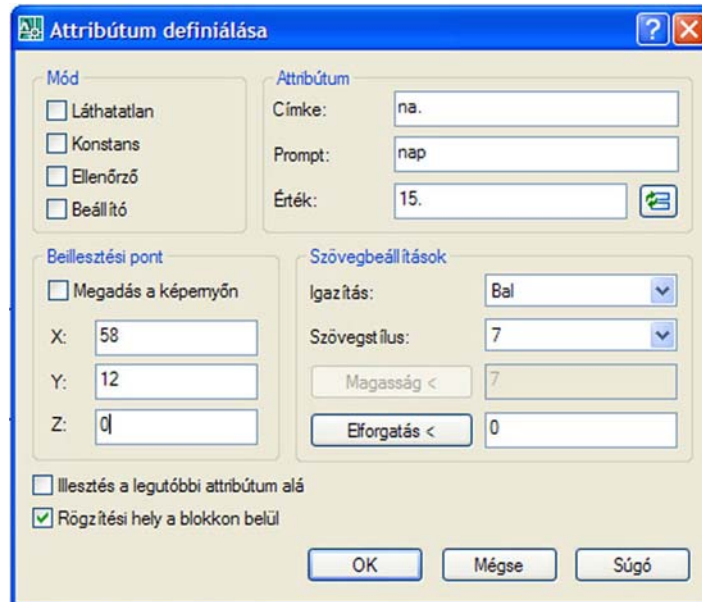 Attribútum definiálása
Mód
Láthatatlan
Konstans
Ellenőrző
Beállító
Attribútum
Címke: na.
Prompt: nap
Érték: 15.
Beillesztési pont
Megadás a képernyőn
X: 58
Y: 12
Z: 0
Szövegbeállítások
Igazítás: Bal
Szövegstílus: 7
Magasság < 7
Elforgatás < 0
Illesztés a legutóbbi attribútum alá
Rögzítési hely a blokkon belül
OK Mégse Súgó